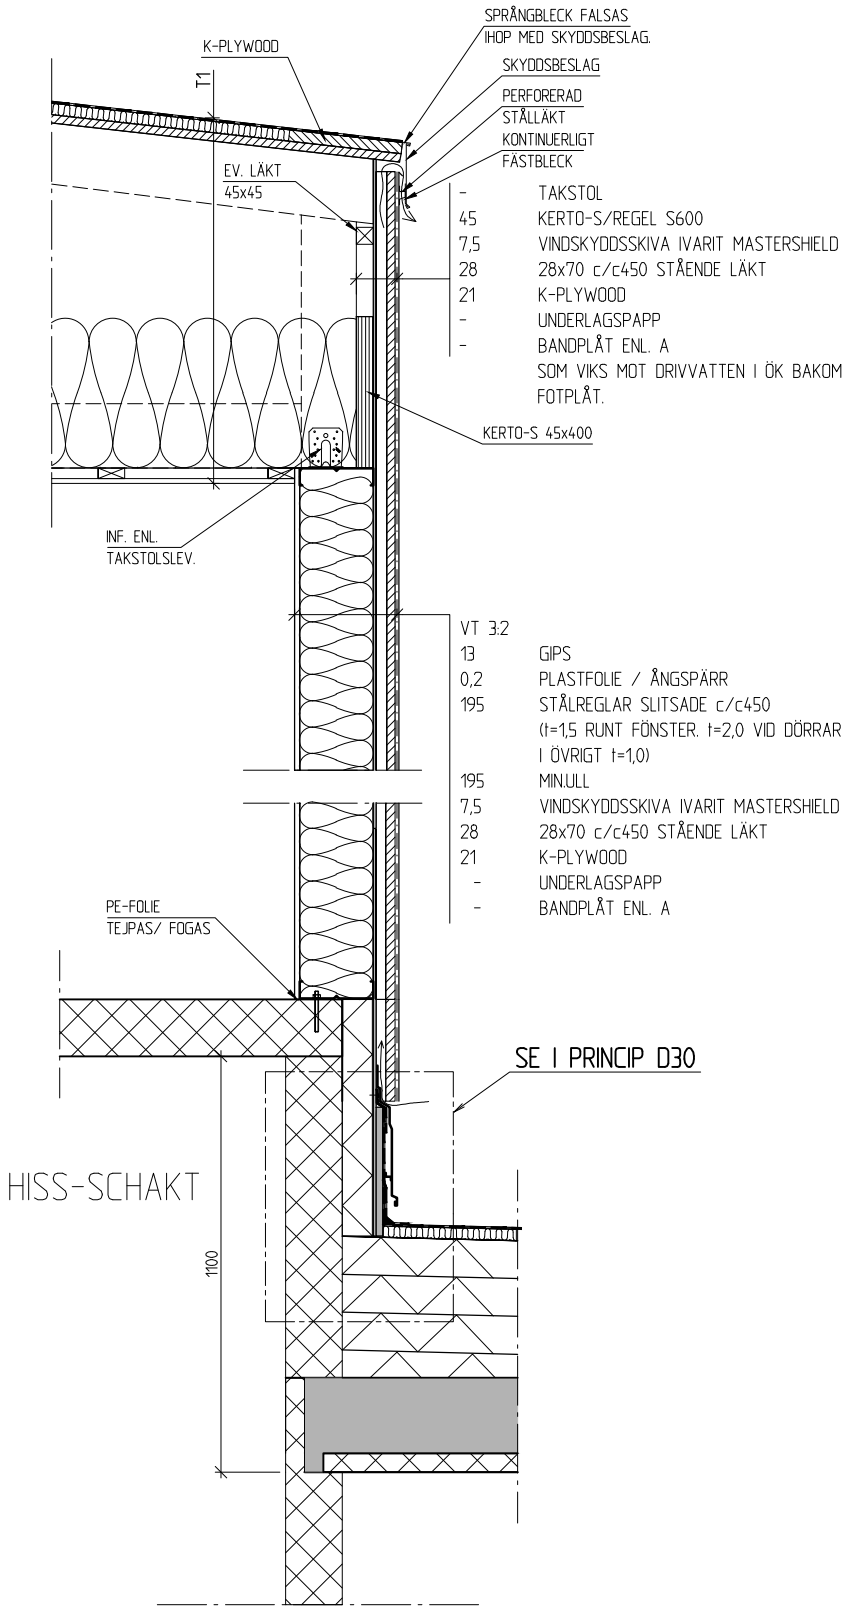 SPRÅNGBLECK FALSAS
IHOP MED SKYDDSBESLAG.
K-PLYWOOD
SKYDDSBESLAG
T1
PERFORERAD
STÅLLÄKT
KONTINUERLIGT
FÄSTBLECK
EV. LÄKT
45x45
- TAKSTOL
45 KERTO-S/REGEL S600
7,5 VINDSKYDDSSKIVA IVARIT MASTERSHIELD
28 28x70 c/c450 STÅENDE LÄKT
21 K-PLYWOOD
- UNDERLAGSPAPP
- BANDPLÅT ENL. A
SOM VIKS MOT DRIVVATTEN I ÖK BAKOM
FOTPLÅT.
KERTO-S 45x400
INF. ENL.
TAKSTOLSLEV.
VT 3:2
13 GIPS
0,2 PLASTFOLIE / ÅNGSPÄRR
195 STÅLREGLAR SLITSADE c/c450
(t=1,5 RUNT FÖNSTER. t=2,0 VID DÖRRAR
I ÖVRIGT t=1,0)
195 MIN.ULL
7,5 VINDSKYDDSSKIVA IVARIT MASTERSHIELD
28 28x70 c/c450 STÅENDE LÄKT
21 K-PLYWOOD
- UNDERLAGSPAPP
- BANDPLÅT ENL. A
PE-FOLIE
TEJPAS/ FOGAS
SE I PRINCIP D30
HISS-SCHAKT
1100